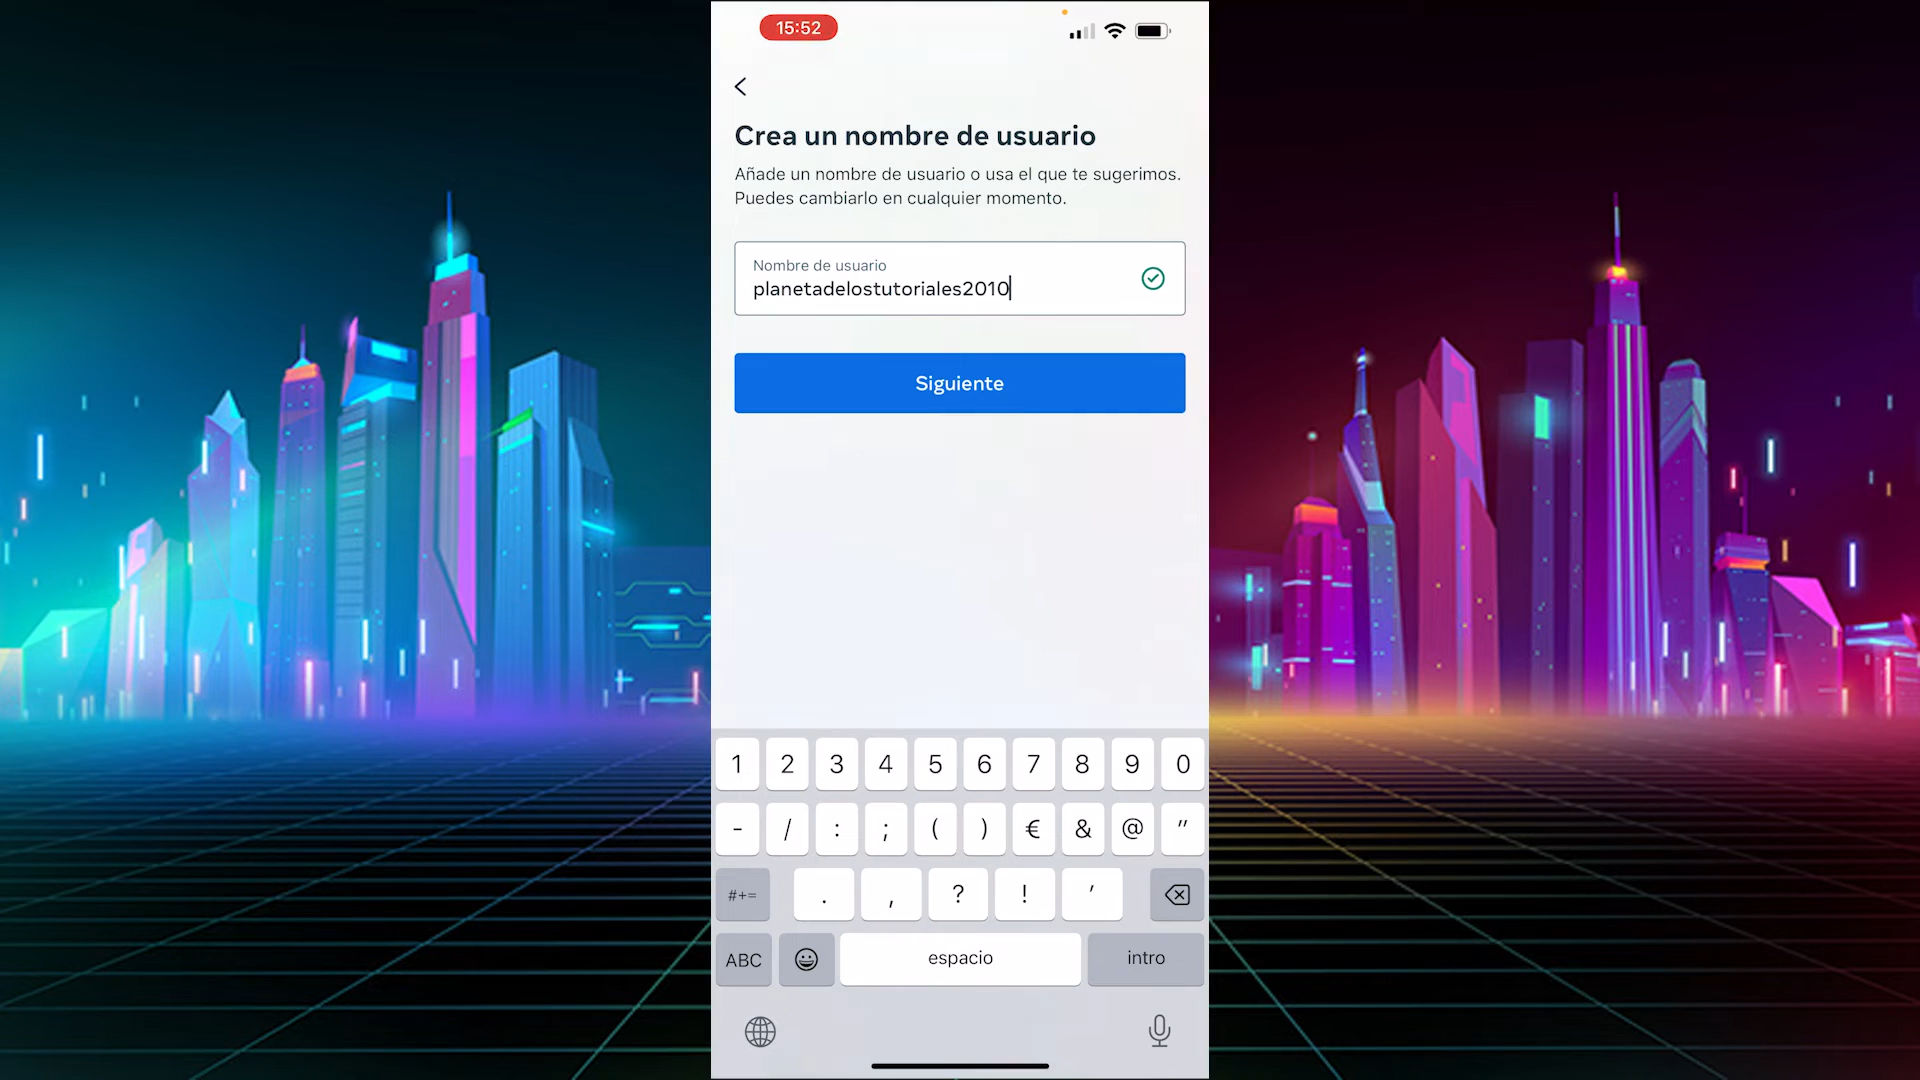 15:52
Crea un nombre de usuario
Añade un nombre de usuario o usa el que te sugerimos.
Puedes cambiarlo en cualquier momento.
Nombre de usuario
planetadelostutoriales2010
Siguiente
1 2 3 4 5 6 7 8 9 0
- / : ; ( ) € & @ "
#+= . , ? ! '
ABC espacio intro